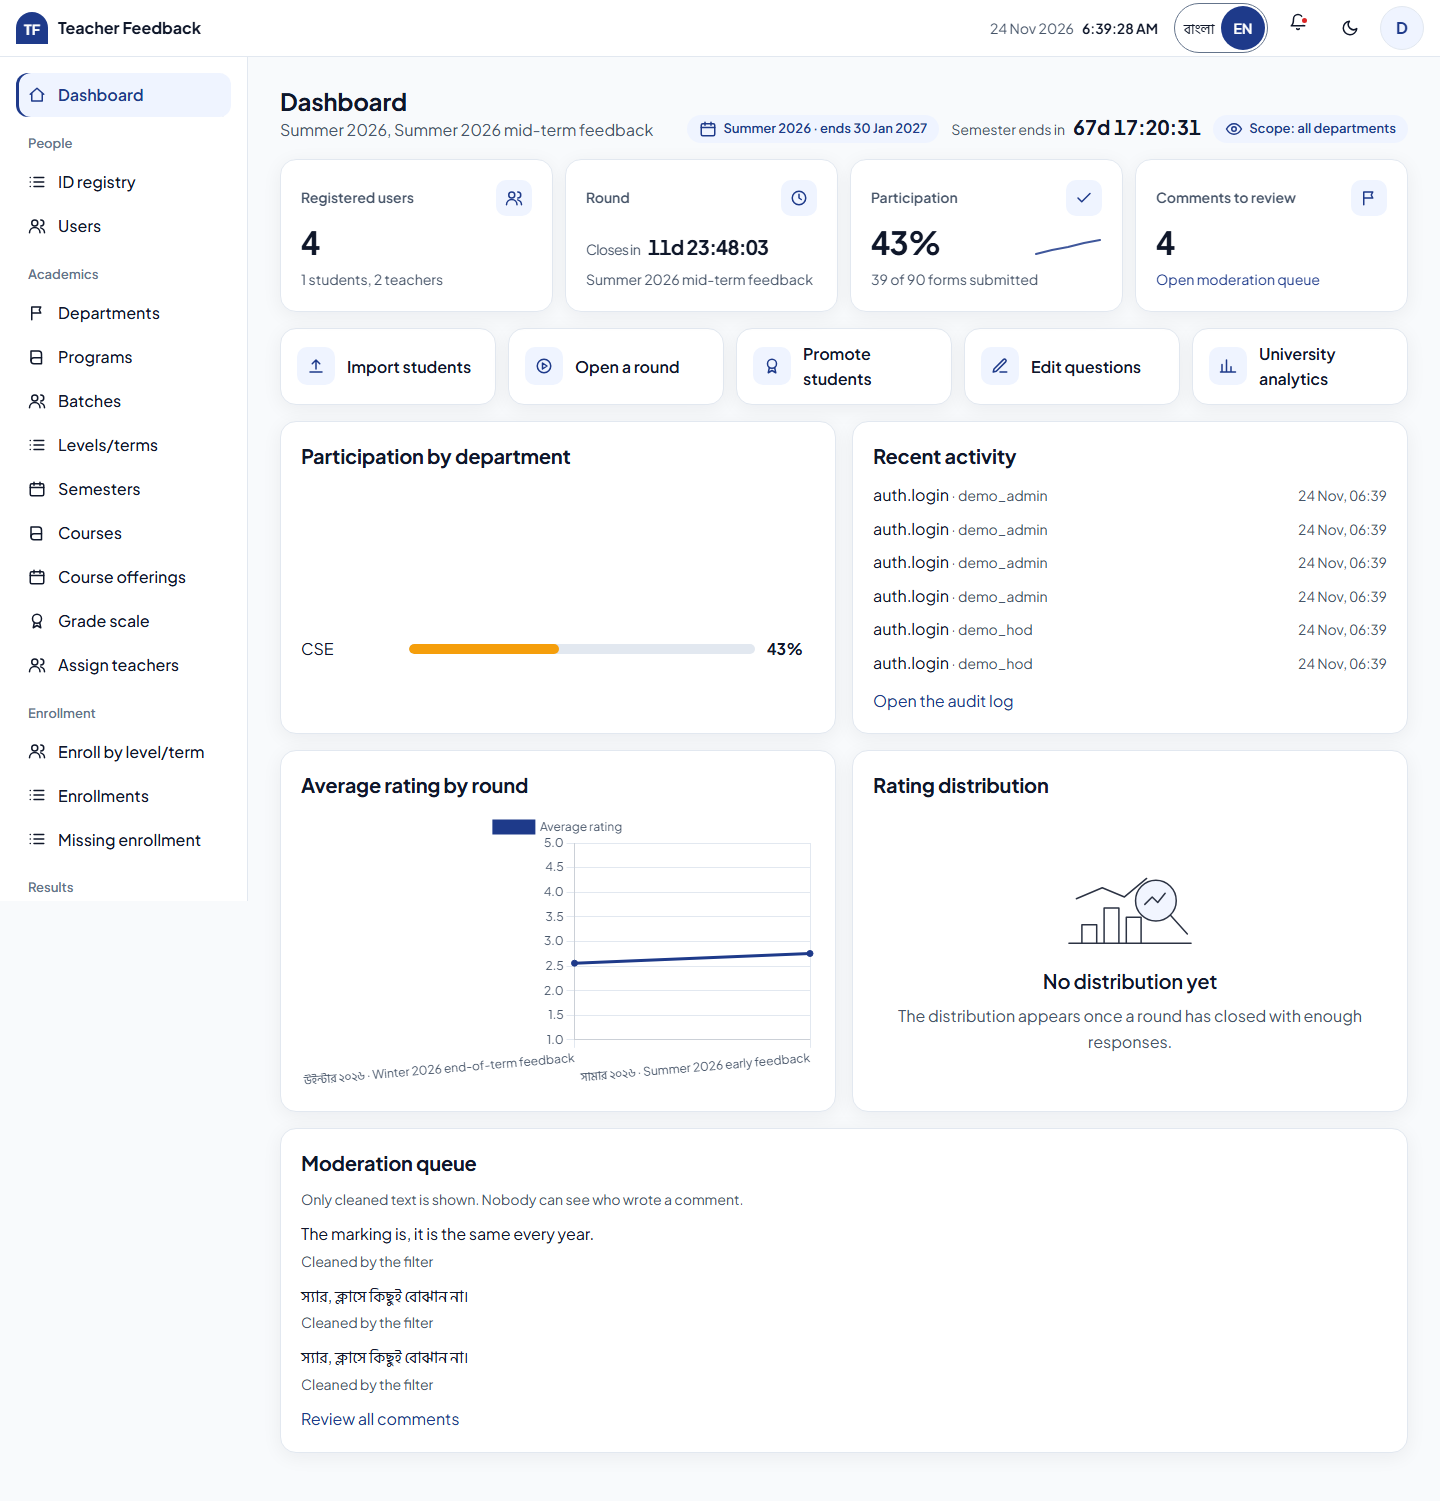 TF Teacher Feedback
24 Nov 2026 6:39:28 AM
বাংলা EN
D
Dashboard
People
ID registry
Users
Academics
Departments
Programs
Batches
Levels/terms
Semesters
Courses
Course offerings
Grade scale
Assign teachers
Enrollment
Enroll by level/term
Enrollments
Missing enrollment
Results
Dashboard
Summer 2026, Summer 2026 mid-term feedback
Summer 2026 · ends 30 Jan 2027
Semester ends in 67d 17:20:31
Scope: all departments
Registered users
4
1 students, 2 teachers
Round
Closes in 11d 23:48:03
Summer 2026 mid-term feedback
Participation
43%
39 of 90 forms submitted
Comments to review
4
Open moderation queue
Import students
Open a round
Promote
students
Edit questions
University
analytics
Participation by department
CSE 43%
Recent activity
auth.login · demo_admin 24 Nov, 06:39
auth.login · demo_admin 24 Nov, 06:39
auth.login · demo_admin 24 Nov, 06:39
auth.login · demo_admin 24 Nov, 06:39
auth.login · demo_hod 24 Nov, 06:39
auth.login · demo_hod 24 Nov, 06:39
Open the audit log
Average rating by round
Average rating
5.0
4.5
4.0
3.5
3.0
2.5
2.0
1.5
1.0
উইন্টার ২০২৬ · Winter 2026 end-of-term feedback
সামার ২০২৬ · Summer 2026 early feedback
Rating distribution
No distribution yet
The distribution appears once a round has closed with enough
responses.
Moderation queue
Only cleaned text is shown. Nobody can see who wrote a comment.
The marking is, it is the same every year.
Cleaned by the filter
স্যার, ক্লাসে কিছুই বোঝান না।
Cleaned by the filter
স্যার, ক্লাসে কিছুই বোঝান না।
Cleaned by the filter
Review all comments